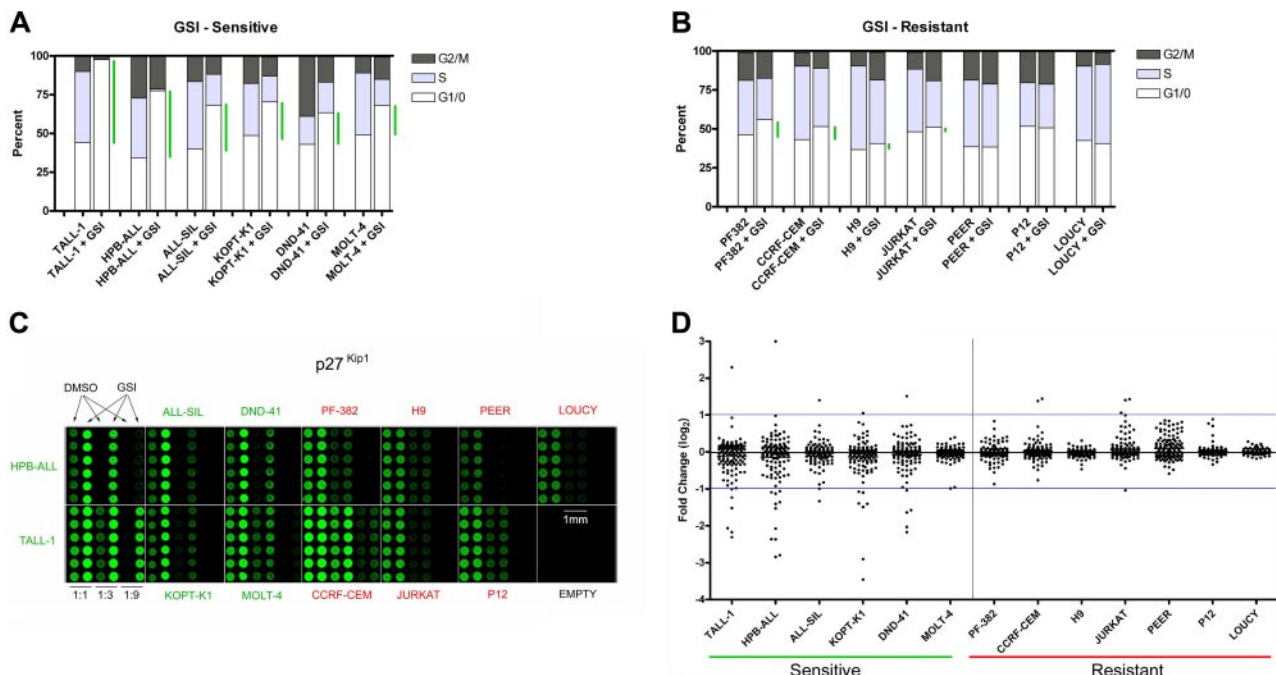 A
GSI - Sensitive
100
75
50
25
0
Percent
G2/M
S
G1/0
TALL-1
TALL-1 + GSI
HPB-ALL
HPB-ALL + GSI
ALL-SIL
ALL-SIL + GSI
KOPT-K1
KOPT-K1 + GSI
DND-41
DND-41 + GSI
MOLT-4
MOLT-4 + GSI
B
GSI - Resistant
100
75
50
25
0
Percent
G2/M
S
G1/0
PF382
PF382 + GSI
CCRF-CEM
CCRF-CEM + GSI
H9
H9 + GSI
JURKAT
JURKAT + GSI
PEER
PEER + GSI
P12
P12 + GSI
LOUCY
LOUCY + GSI
C
p27 Kip1
DMSO GSI
ALL-SIL DND-41 PF-382 H9 PEER LOUCY
HPB-ALL
1mm
TALL-1
1:1 1:3 1:9 KOPT-K1 MOLT-4 CCRF-CEM JURKAT P12 EMPTY
D
3
2
1
0
-1
-2
-3
-4
Fold Change (log2)
TALL-1
HPB-ALL
ALL-SIL
KOPT-K1
DND-41
MOLT-4
PF-382
CCRF-CEM
H9
JURKAT
PEER
P12
LOUCY
Sensitive Resistant